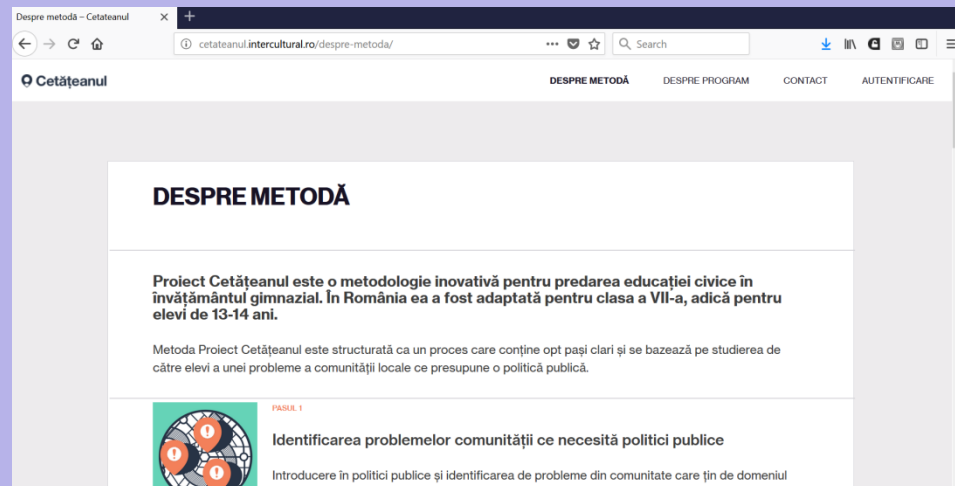 Despre metodă – Cetateanul
cetateanul.intercultural.ro/despre-metoda/
Search
Cetățeanul
DESPRE METODĂ
DESPRE PROGRAM
CONTACT
AUTENTIFICARE
DESPRE METODĂ
Proiect Cetățeanul este o metodologie inovativă pentru predarea educației civice în
învățământul gimnazial. În România ea a fost adaptată pentru clasa a VII-a, adică pentru
elevi de 13-14 ani.
Metoda Proiect Cetățeanul este structurată ca un proces care conține opt pași clari și se bazează pe studierea de
către elevi a unei probleme a comunității locale ce presupune o politică publică.
PASUL 1
Identificarea problemelor comunității ce necesită politici publice
Introducere în politici publice și identificarea de probleme din comunitate care țin de domeniul